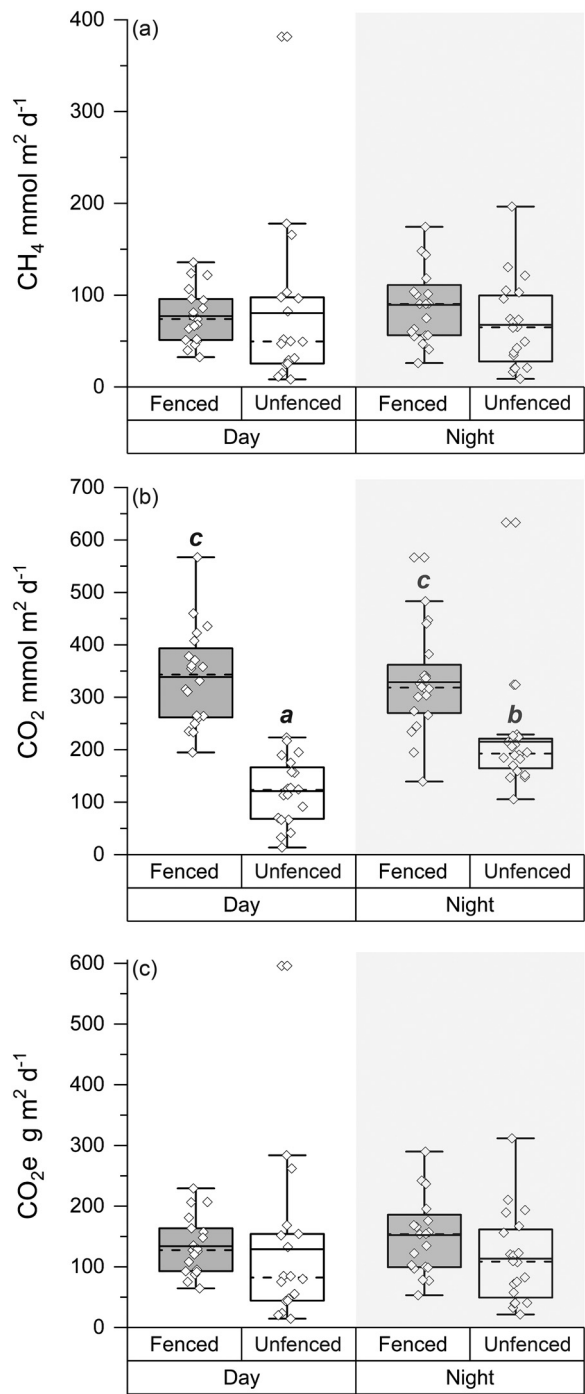 (a)
CH4 mmol m² d⁻¹
400
300
200
100
0
Fenced Unfenced Fenced Unfenced
Day Night
(b)
CO2 mmol m² d⁻¹
700
600
500
400
300
200
100
0
c
a
c
b
Fenced Unfenced Fenced Unfenced
Day Night
(c)
CO2e g m² d⁻¹
600
500
400
300
200
100
0
Fenced Unfenced Fenced Unfenced
Day Night